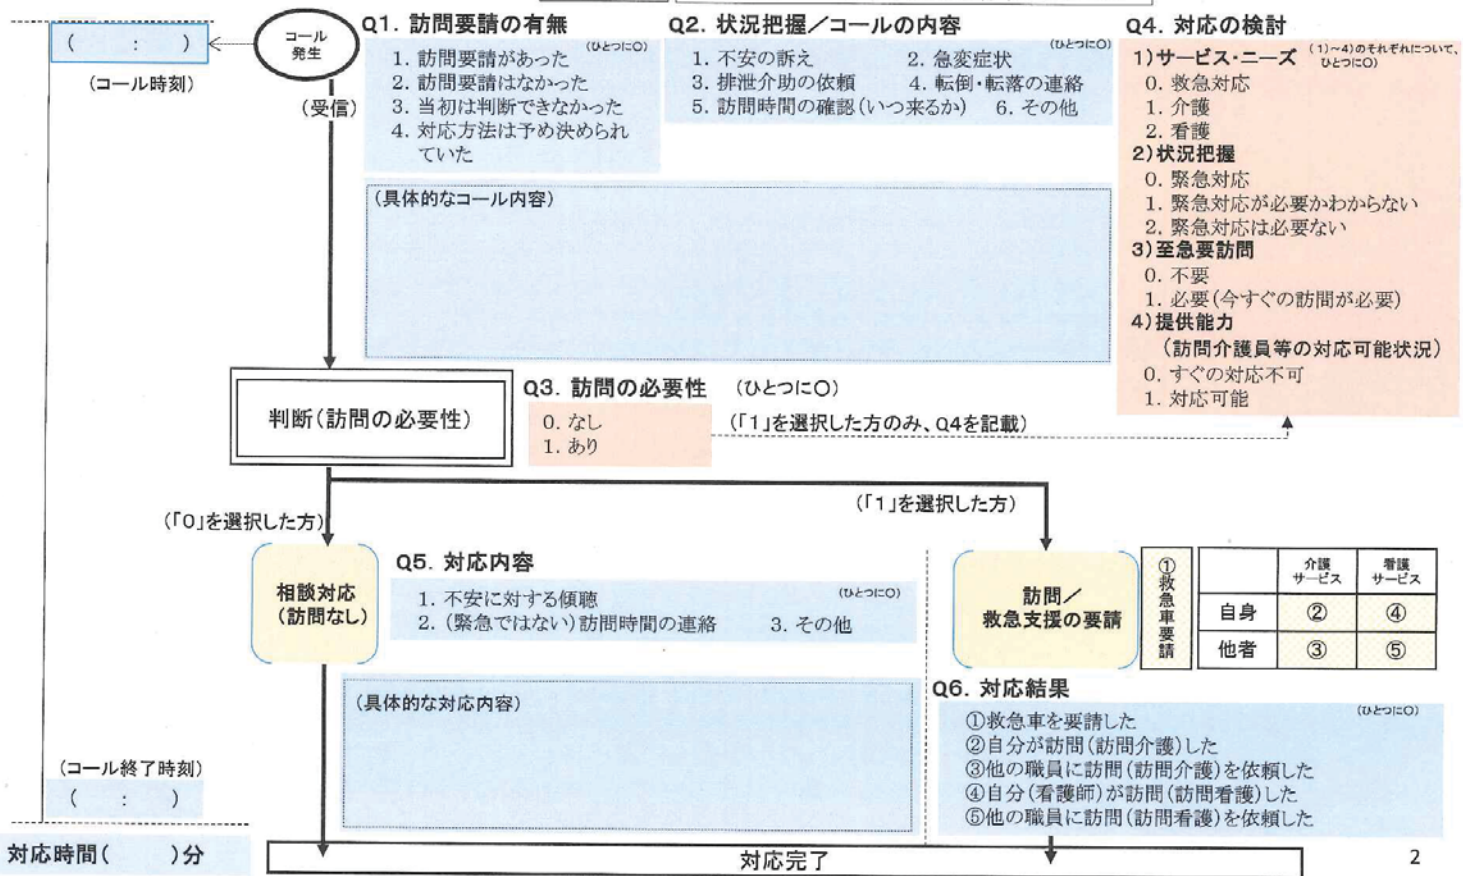 (　：　)
(コール時刻)
コール
発生
(受信)
Q1. 訪問要請の有無
(ひとつに○)
1. 訪問要請があった
2. 訪問要請はなかった
3. 当初は判断できなかった
4. 対応方法は予め決められ
ていた
Q2. 状況把握／コールの内容
(ひとつに○)
1. 不安の訴え　2. 急変症状
3. 排泄介助の依頼　4. 転倒・転落の連絡
5. 訪問時間の確認(いつ来るか)　6. その他
(具体的なコール内容)
Q4. 対応の検討
1)サービス・ニーズ (1)~4)のそれぞれについて、
ひとつに○)
0. 救急対応
1. 介護
2. 看護
2)状況把握
0. 緊急対応
1. 緊急対応が必要かわからない
2. 緊急対応は必要ない
3)至急要訪問
0. 不要
1. 必要(今すぐの訪問が必要)
4)提供能力
(訪問介護員等の対応可能状況)
0. すぐの対応不可
1. 対応可能
判断(訪問の必要性)
Q3. 訪問の必要性　(ひとつに○)
0. なし
1. あり
(「1」を選択した方のみ、Q4を記載)
(「0」を選択した方)
(「1」を選択した方)
相談対応
(訪問なし)
Q5. 対応内容
(ひとつに○)
1. 不安に対する傾聴
2. (緊急ではない)訪問時間の連絡　3. その他
(具体的な対応内容)
訪問／
救急支援の要請
①救急車要請
介護
サービス
看護
サービス
自身　②　④
他者　③　⑤
Q6. 対応結果
(ひとつに○)
①救急車を要請した
②自分が訪問(訪問介護)した
③他の職員に訪問(訪問介護)を依頼した
④自分(看護師)が訪問(訪問看護)した
⑤他の職員に訪問(訪問看護)を依頼した
(コール終了時刻)
(　：　)
対応時間(　　)分
対応完了
2